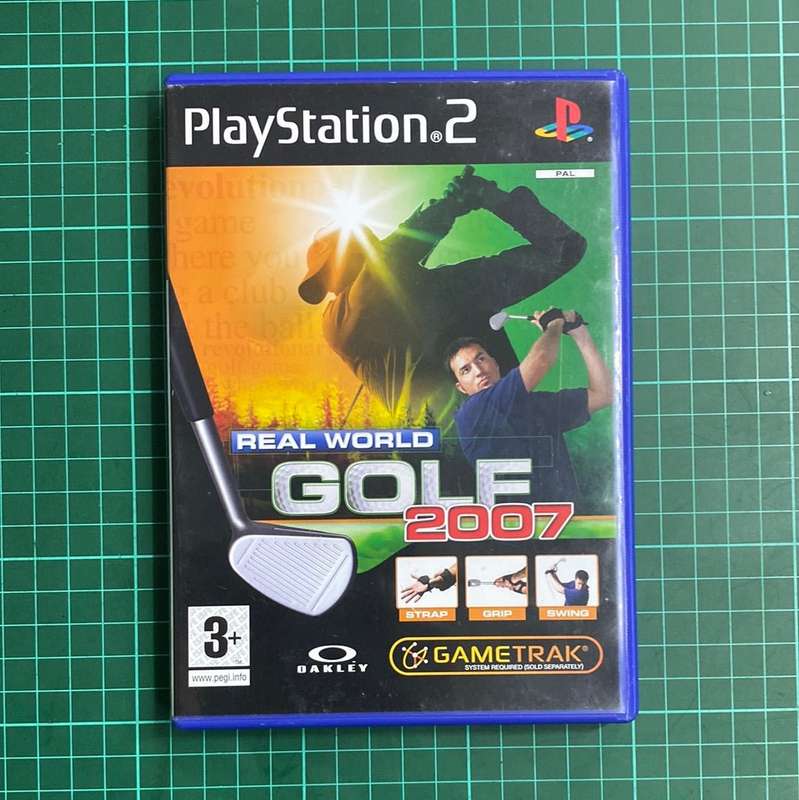 PlayStation®2
PAL
evolution
game
here you
a club
the ball
revolutionar
REAL WORLD
GOLF
2007
STRAP GRIP SWING
3+
www.pegi.info
OAKLEY
GAMETRAK®
SYSTEM REQUIRED (SOLD SEPARATELY)